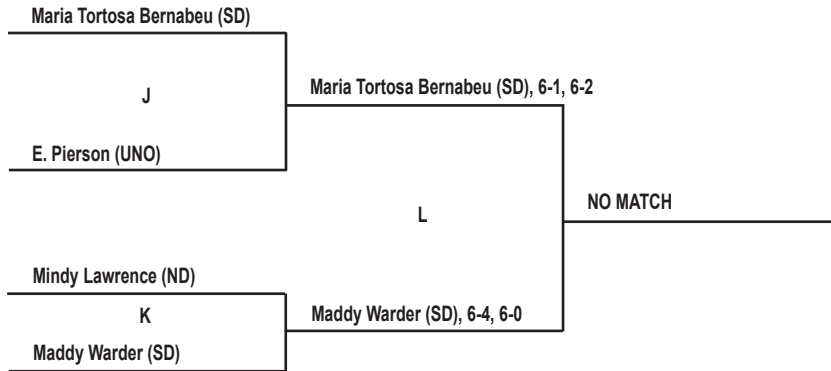 Maria Tortosa Bernabeu (SD)
J
Maria Tortosa Bernabeu (SD), 6-1, 6-2
E. Pierson (UNO)
L
NO MATCH
Mindy Lawrence (ND)
K
Maddy Warder (SD), 6-4, 6-0
Maddy Warder (SD)